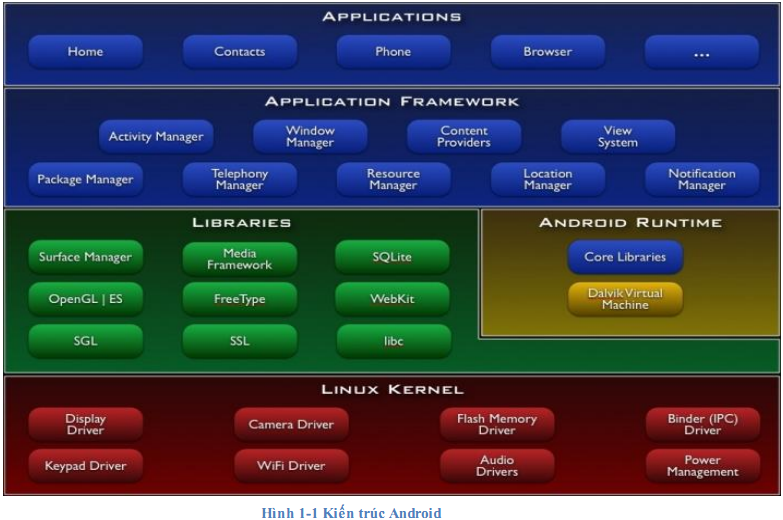 APPLICATIONS
Home
Contacts
Phone
Browser
...
APPLICATION FRAMEWORK
Activity Manager
Window
Manager
Content
Providers
View
System
Package Manager
Telephony
Manager
Resource
Manager
Location
Manager
Notification
Manager
LIBRARIES
Surface Manager
Media
Framework
SQLite
OpenGL | ES
FreeType
WebKit
SGL
SSL
libc
ANDROID RUNTIME
Core Libraries
Dalvik Virtual
Machine
LINUX KERNEL
Display
Driver
Camera Driver
Flash Memory
Driver
Binder (IPC)
Driver
Keypad Driver
WiFi Driver
Audio
Drivers
Power
Management
Hình 1-1 Kiến trúc Android